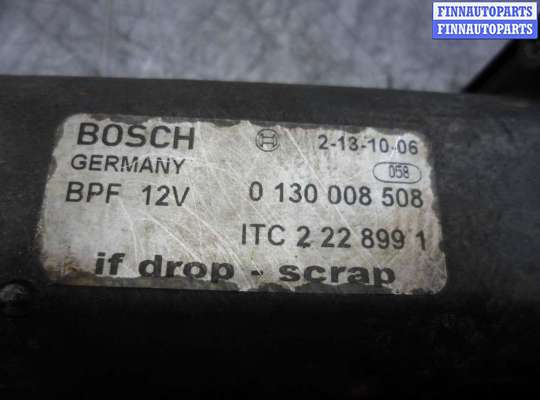 FINNAUTOPARTS
FINNAUTOPARTS
BOSCH 2-13-10-06
GERMANY 058
BPF 12V 0 130 008 508
ITC 2 22 899 1
if drop - scrap